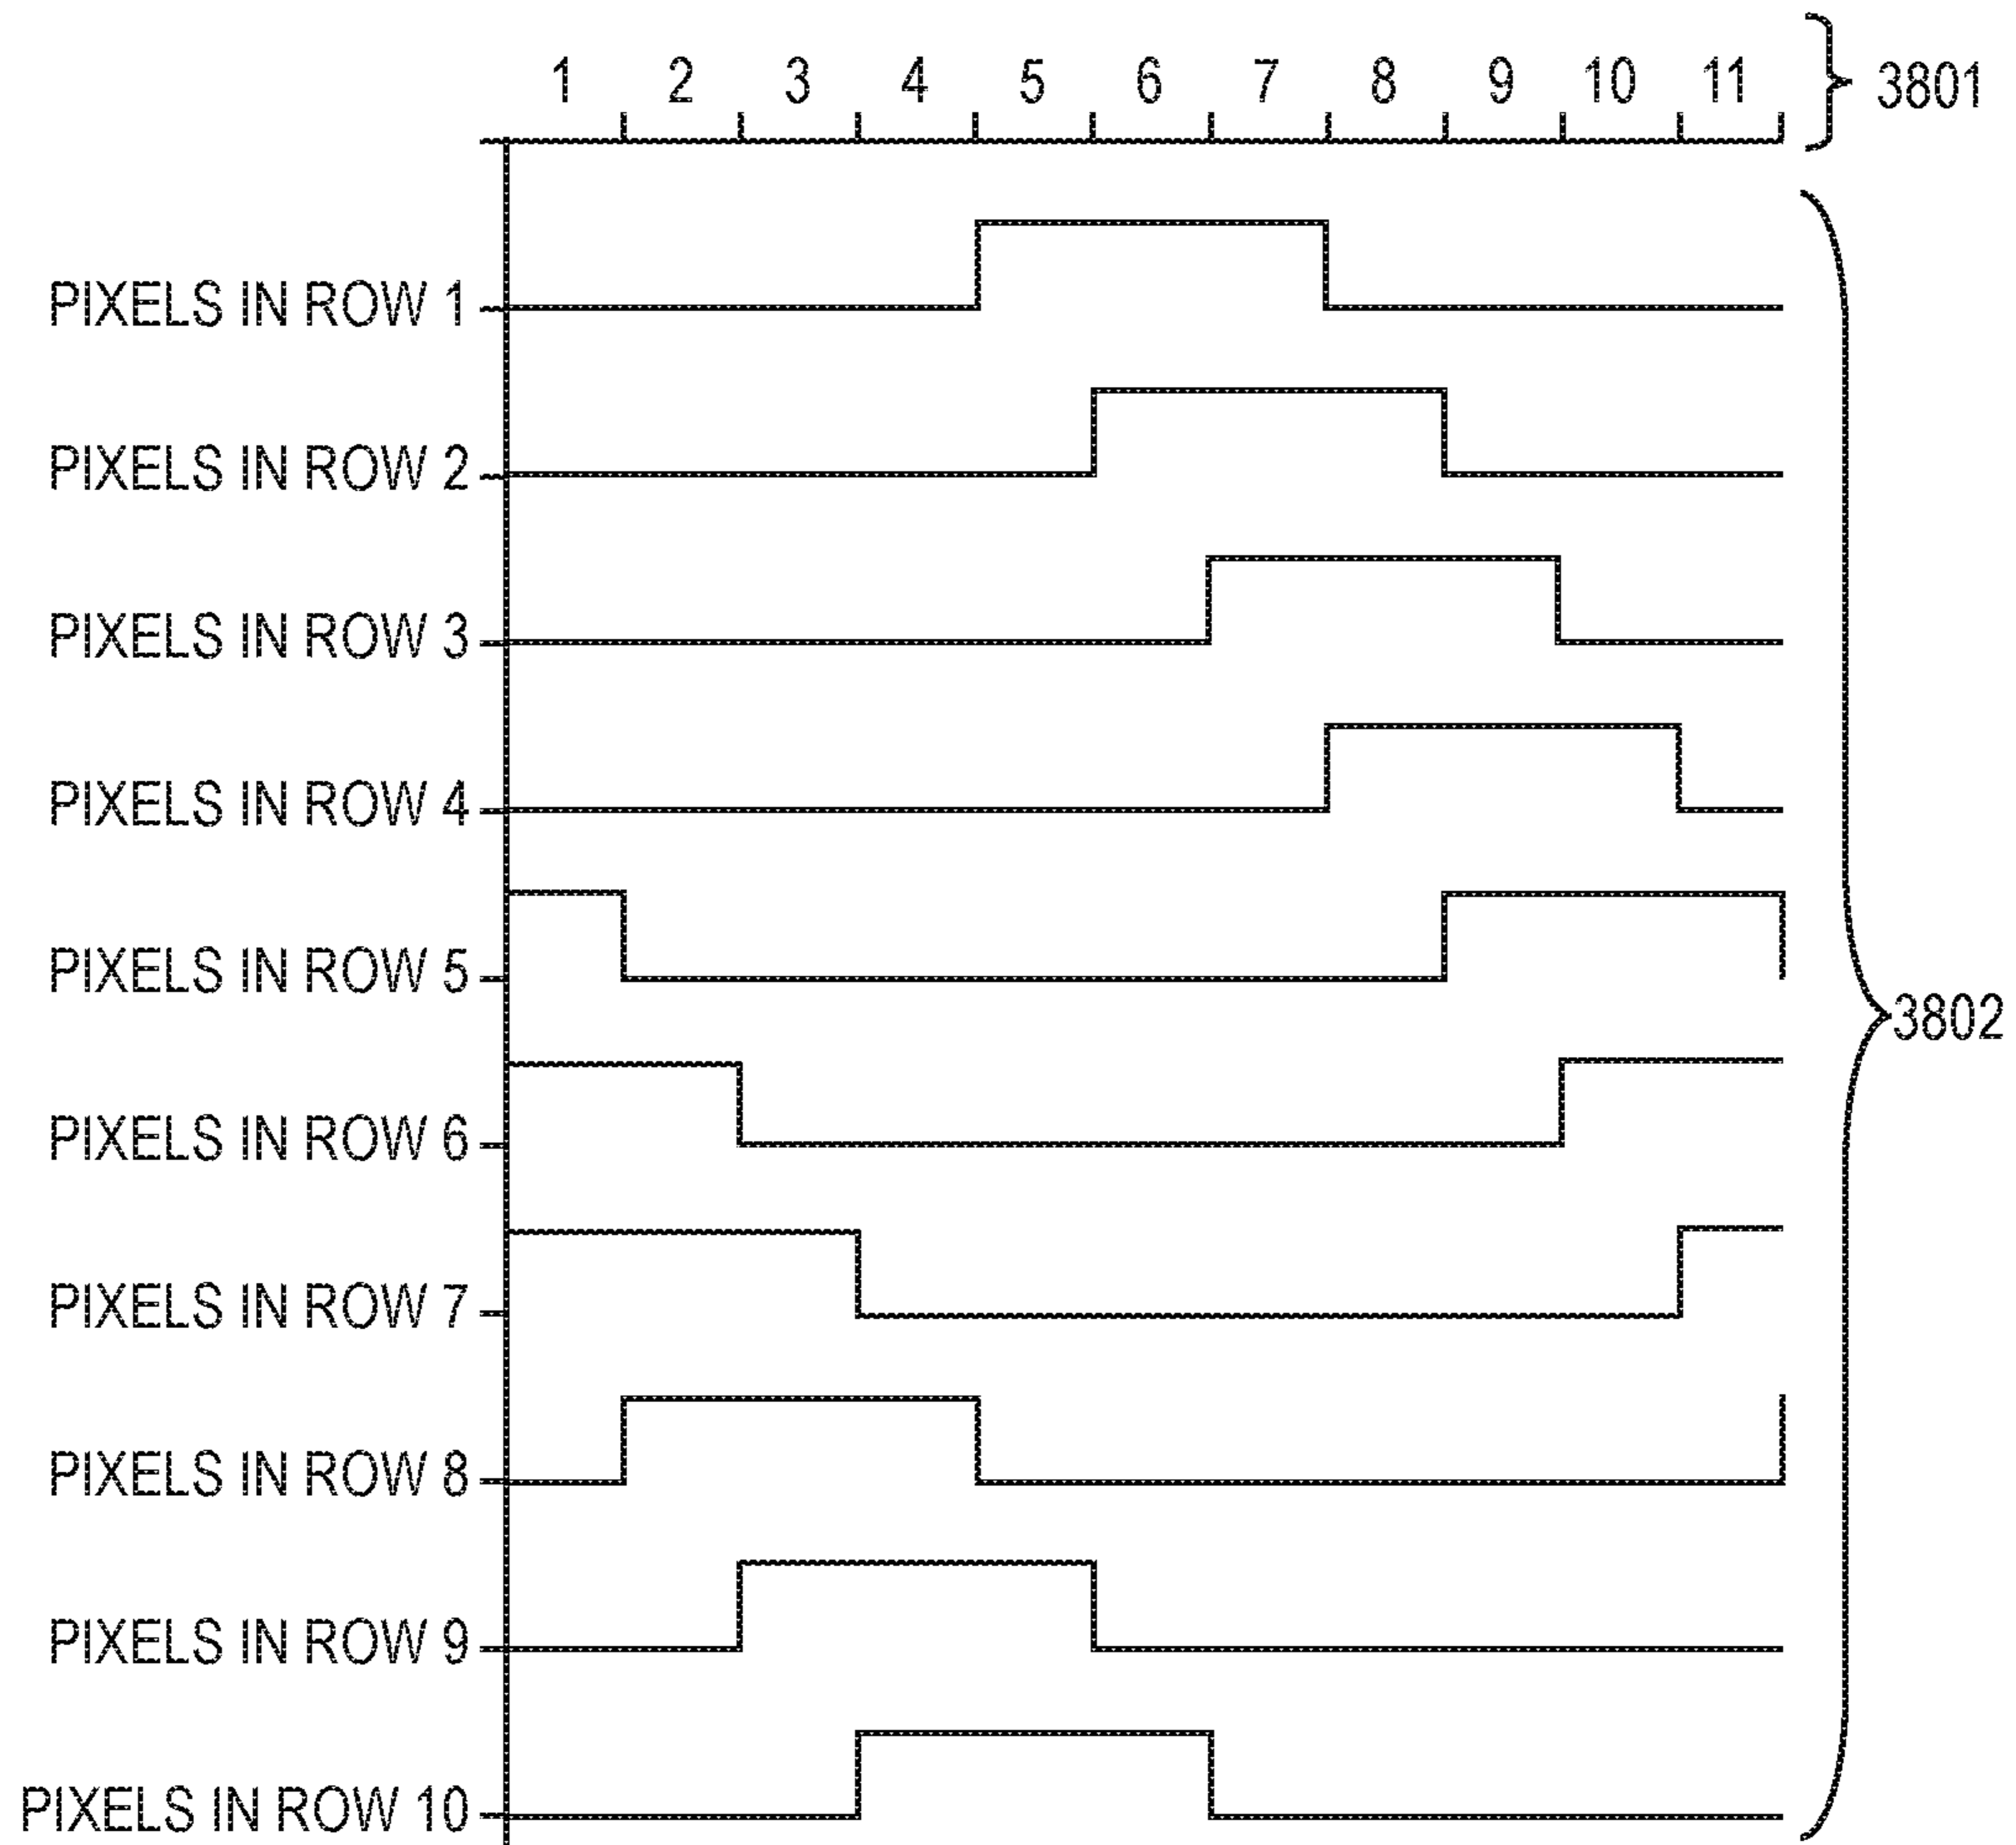 1 2 3 4 5 6 7 8 9 10 11 3801
PIXELS IN ROW 1
PIXELS IN ROW 2
PIXELS IN ROW 3
PIXELS IN ROW 4
PIXELS IN ROW 5
3802
PIXELS IN ROW 6
PIXELS IN ROW 7
PIXELS IN ROW 8
PIXELS IN ROW 9
PIXELS IN ROW 10